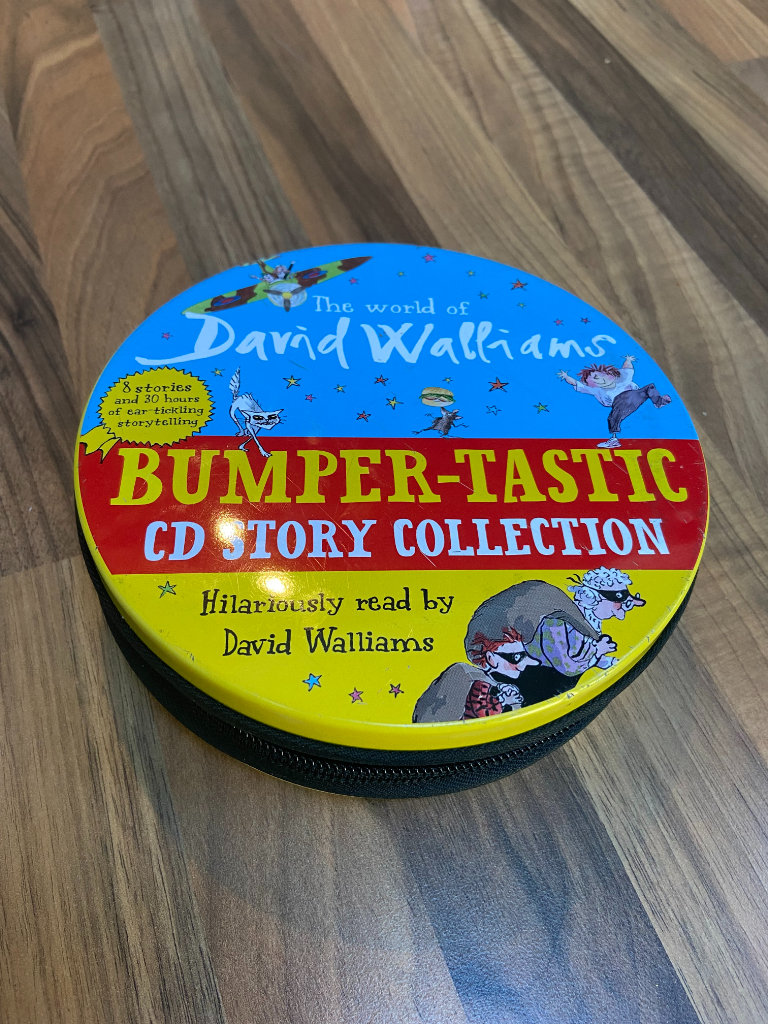 The world of
David Walliams
8 stories
and 30 hours
of ear-tickling
storytelling
BUMPER-TASTIC
CD STORY COLLECTION
Hilariously read by
David Walliams